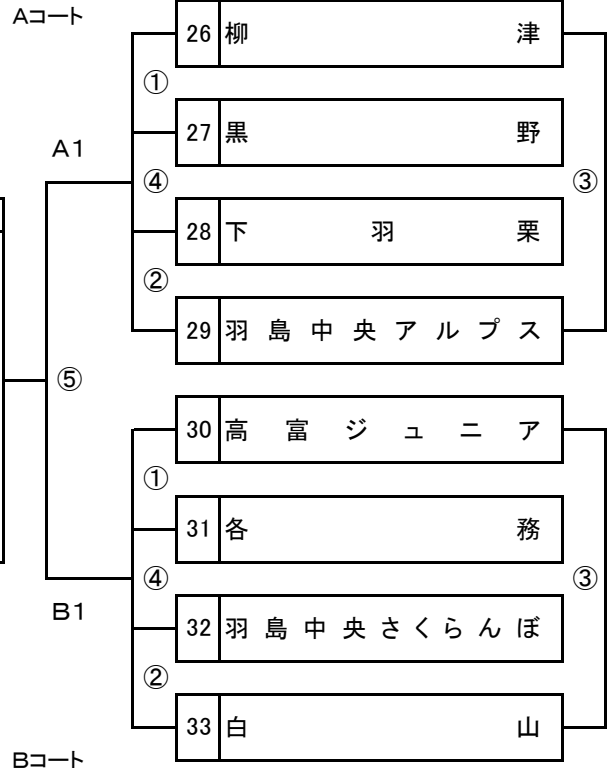 Aコート
26 柳津
①
27 黒野
A1
④
③
28 下羽栗
②
29 羽島中央アルプス
⑤
30 高富ジュニア
①
31 各務
④
③
B1
32 羽島中央さくらんぼ
②
33 白山
Bコート